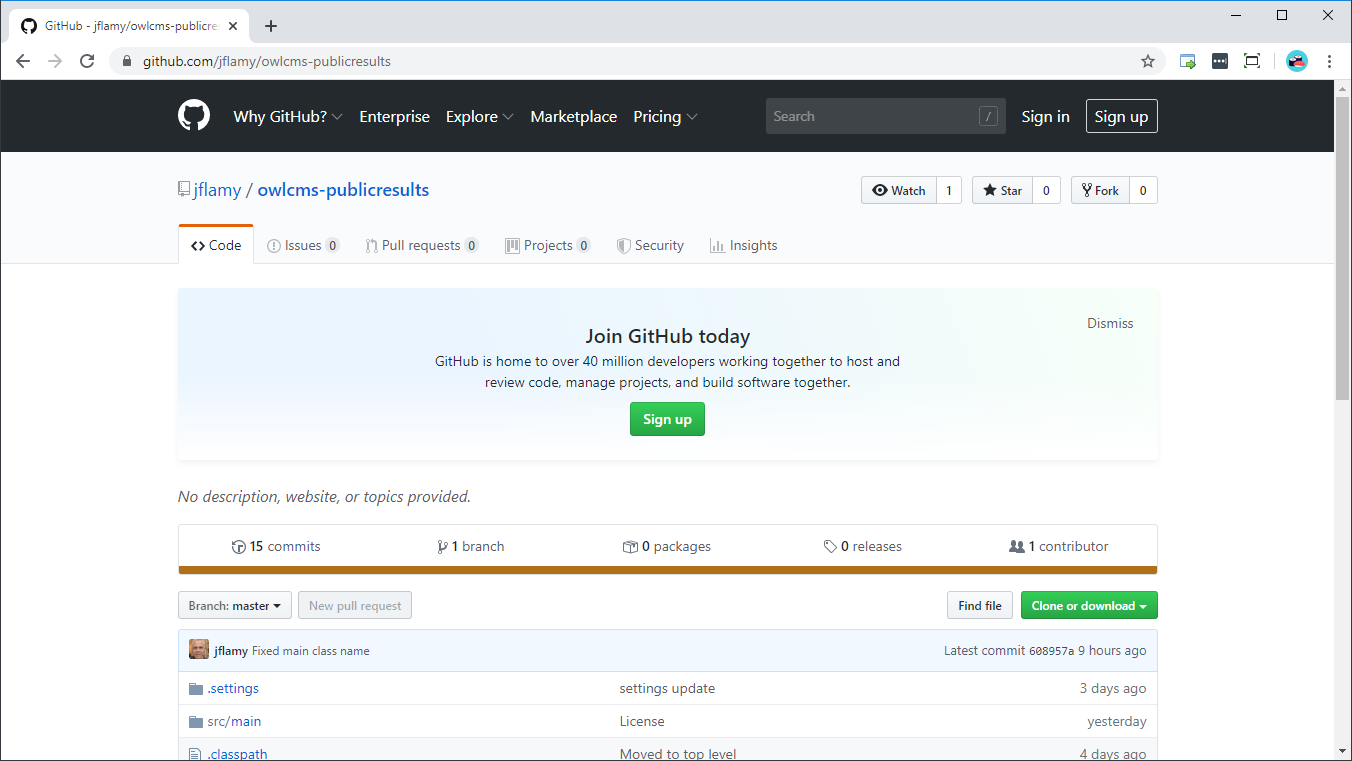 GitHub - jflamy/owlcms-publicres
github.com/jflamy/owlcms-publicresults
Why GitHub? Enterprise Explore Marketplace Pricing Search / Sign in Sign up
jflamy / owlcms-publicresults Watch 1 Star 0 Fork 0
Code Issues 0 Pull requests 0 Projects 0 Security Insights
Dismiss
Join GitHub today
GitHub is home to over 40 million developers working together to host and
review code, manage projects, and build software together.
Sign up
No description, website, or topics provided.
15 commits 1 branch 0 packages 0 releases 1 contributor
Branch: master New pull request Find file Clone or download
jflamy Fixed main class name Latest commit 608957a 9 hours ago
.settings settings update 3 days ago
src/main License yesterday
.classpath Moved to top level 4 days ago